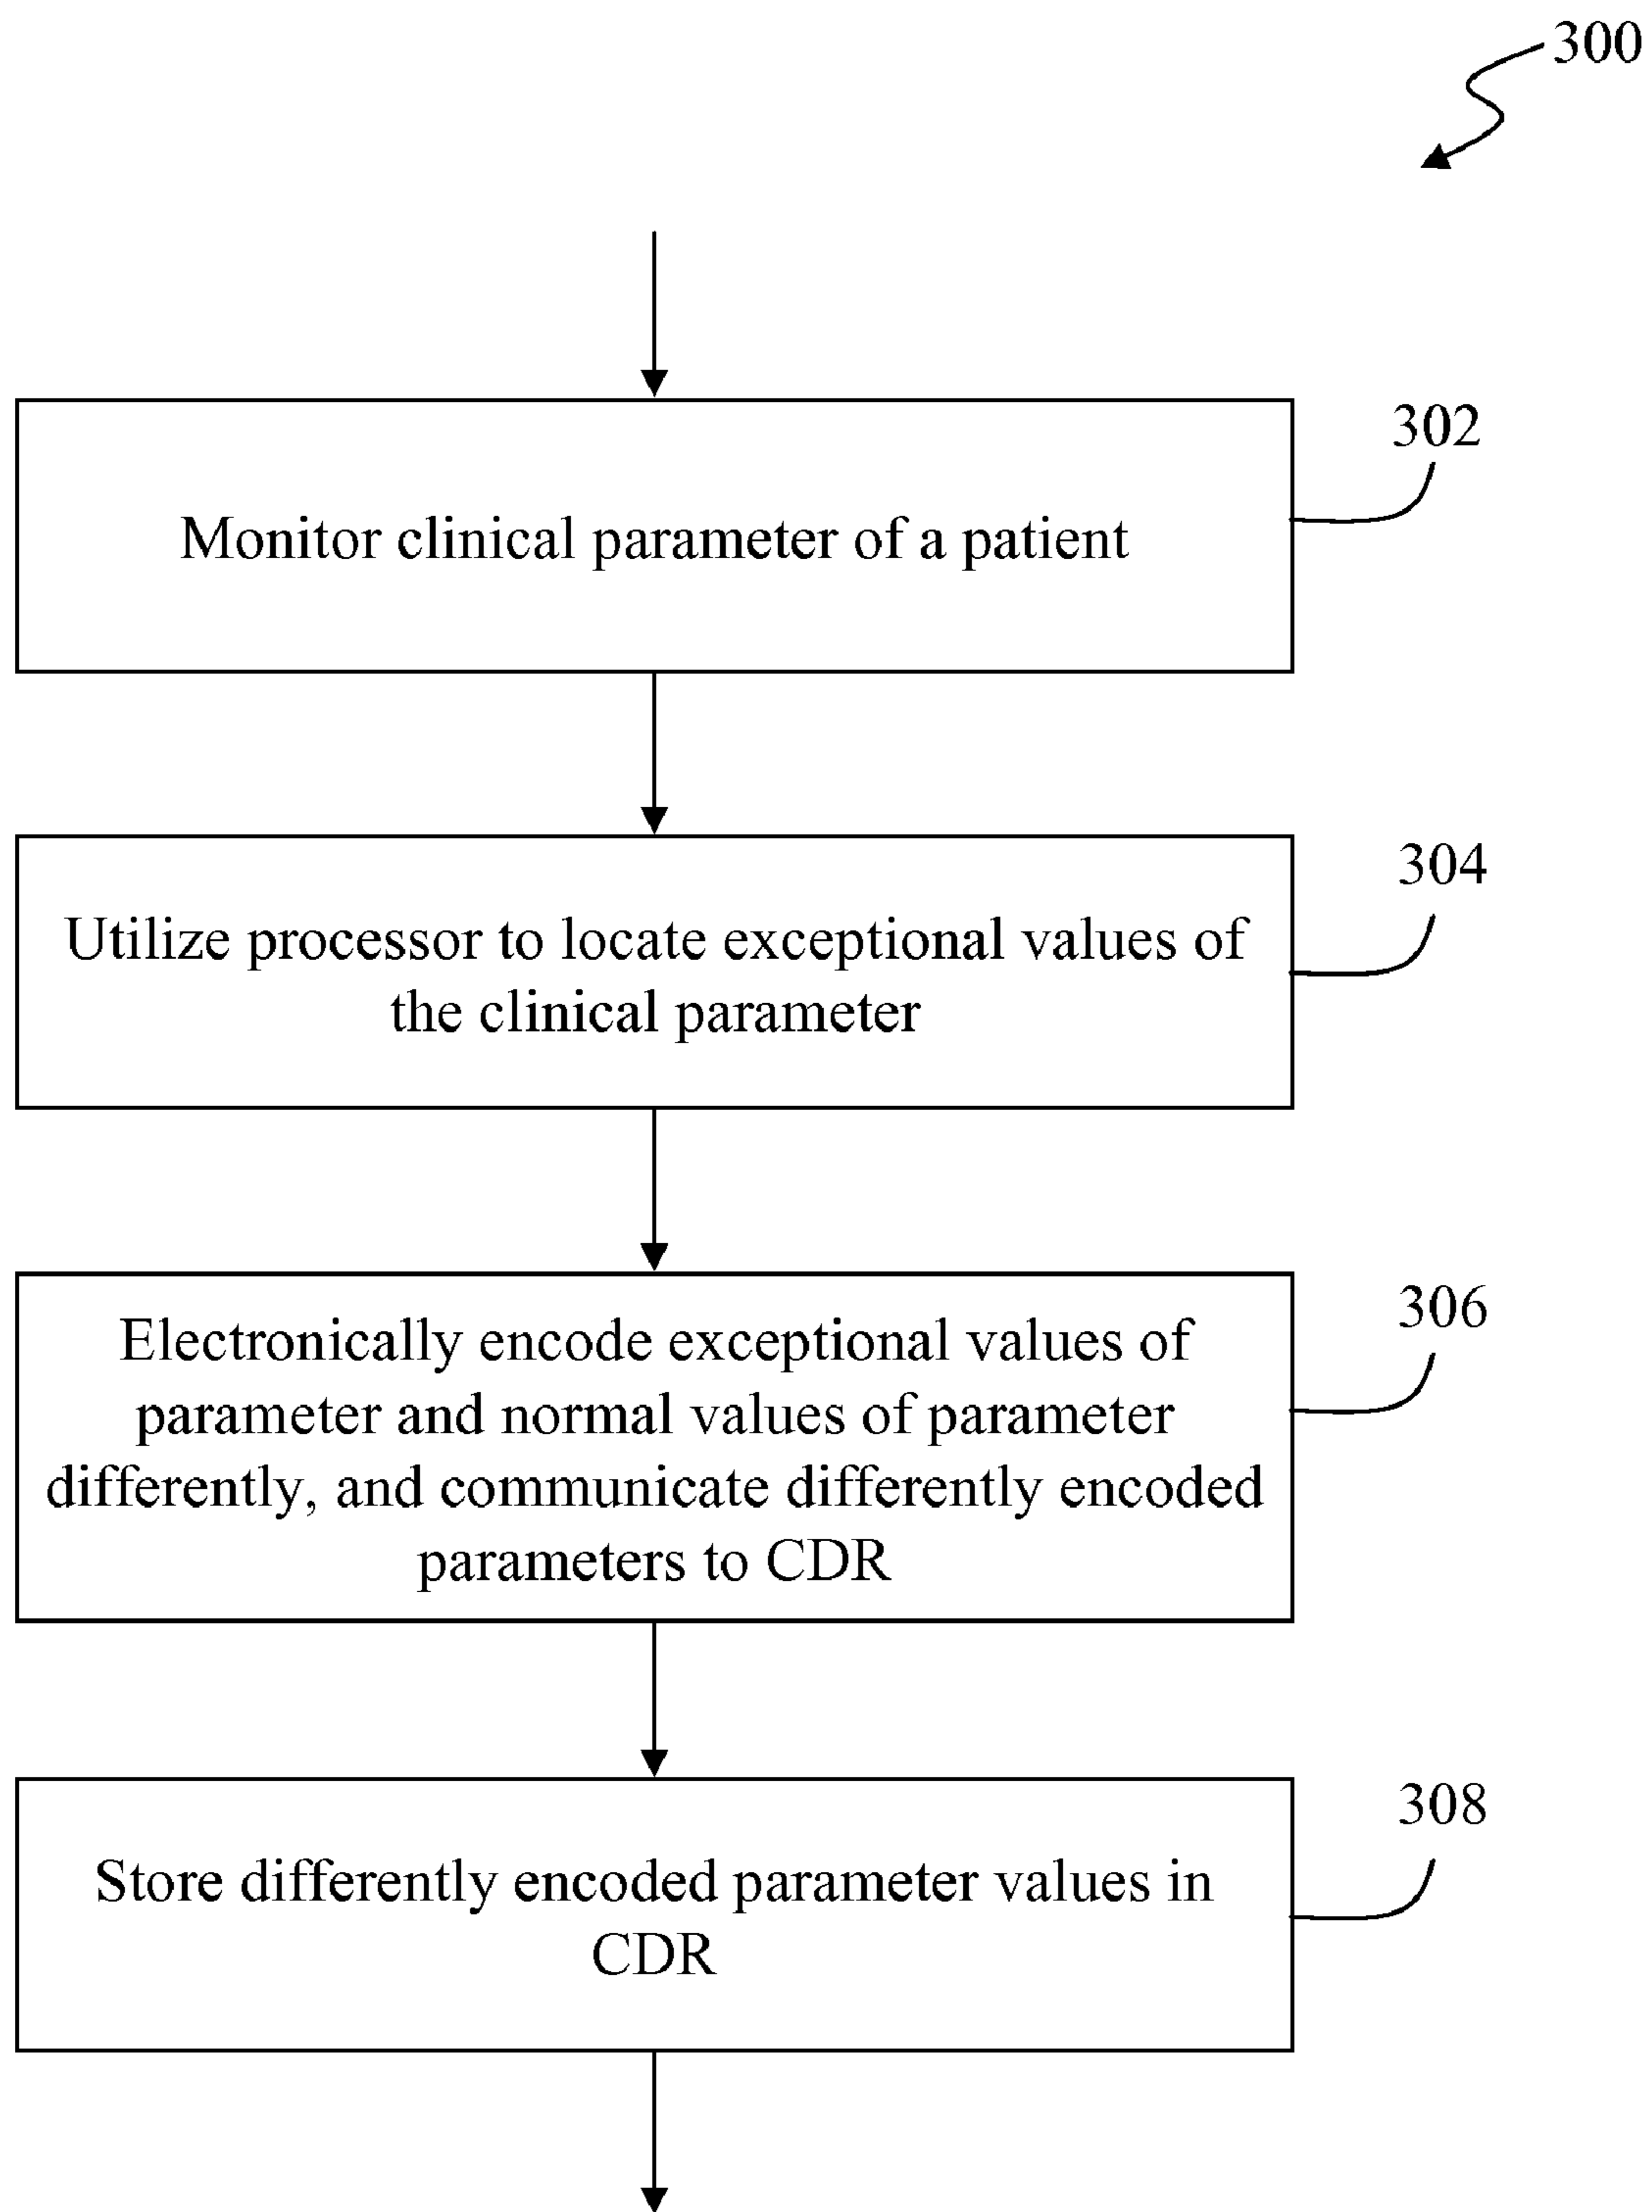 300
302
Monitor clinical parameter of a patient
304
Utilize processor to locate exceptional values of
the clinical parameter
306
Electronically encode exceptional values of
parameter and normal values of parameter
differently, and communicate differently encoded
parameters to CDR
308
Store differently encoded parameter values in
CDR